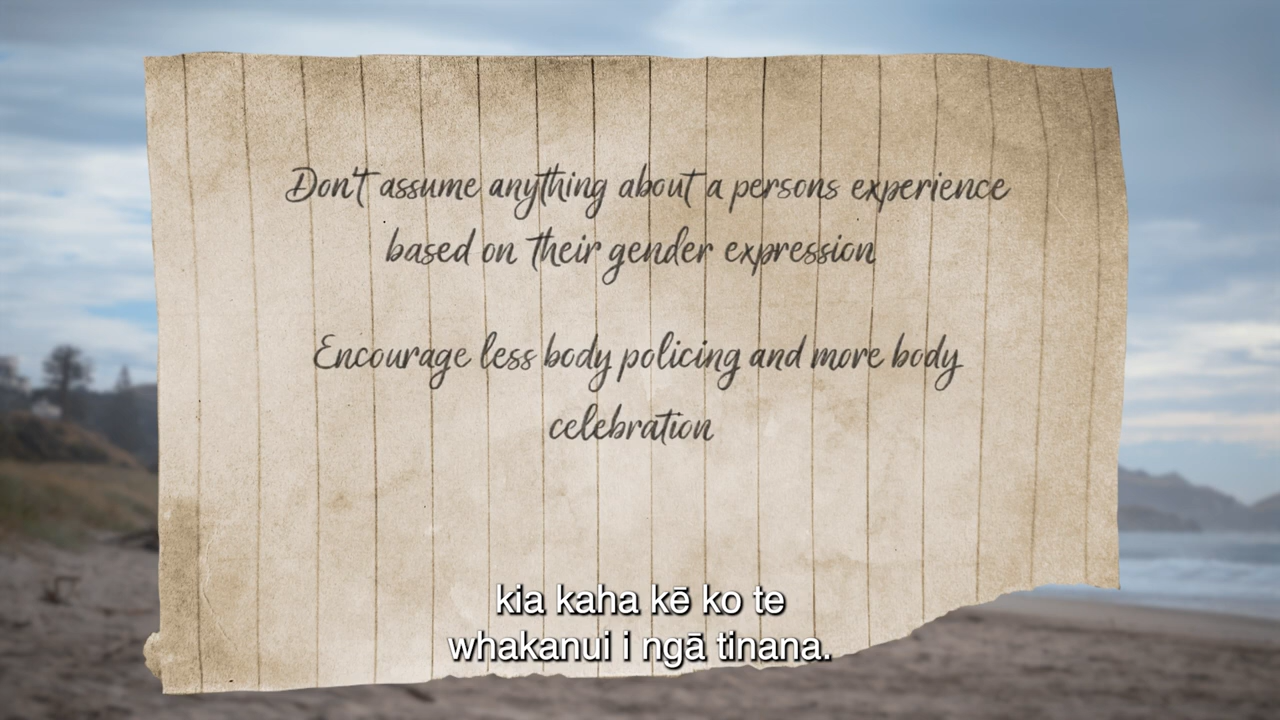 Don't assume anything about a persons experience
based on their gender expression
Encourage less body policing and more body
celebration
kia kaha kē ko te
whakanui i ngā tinana.